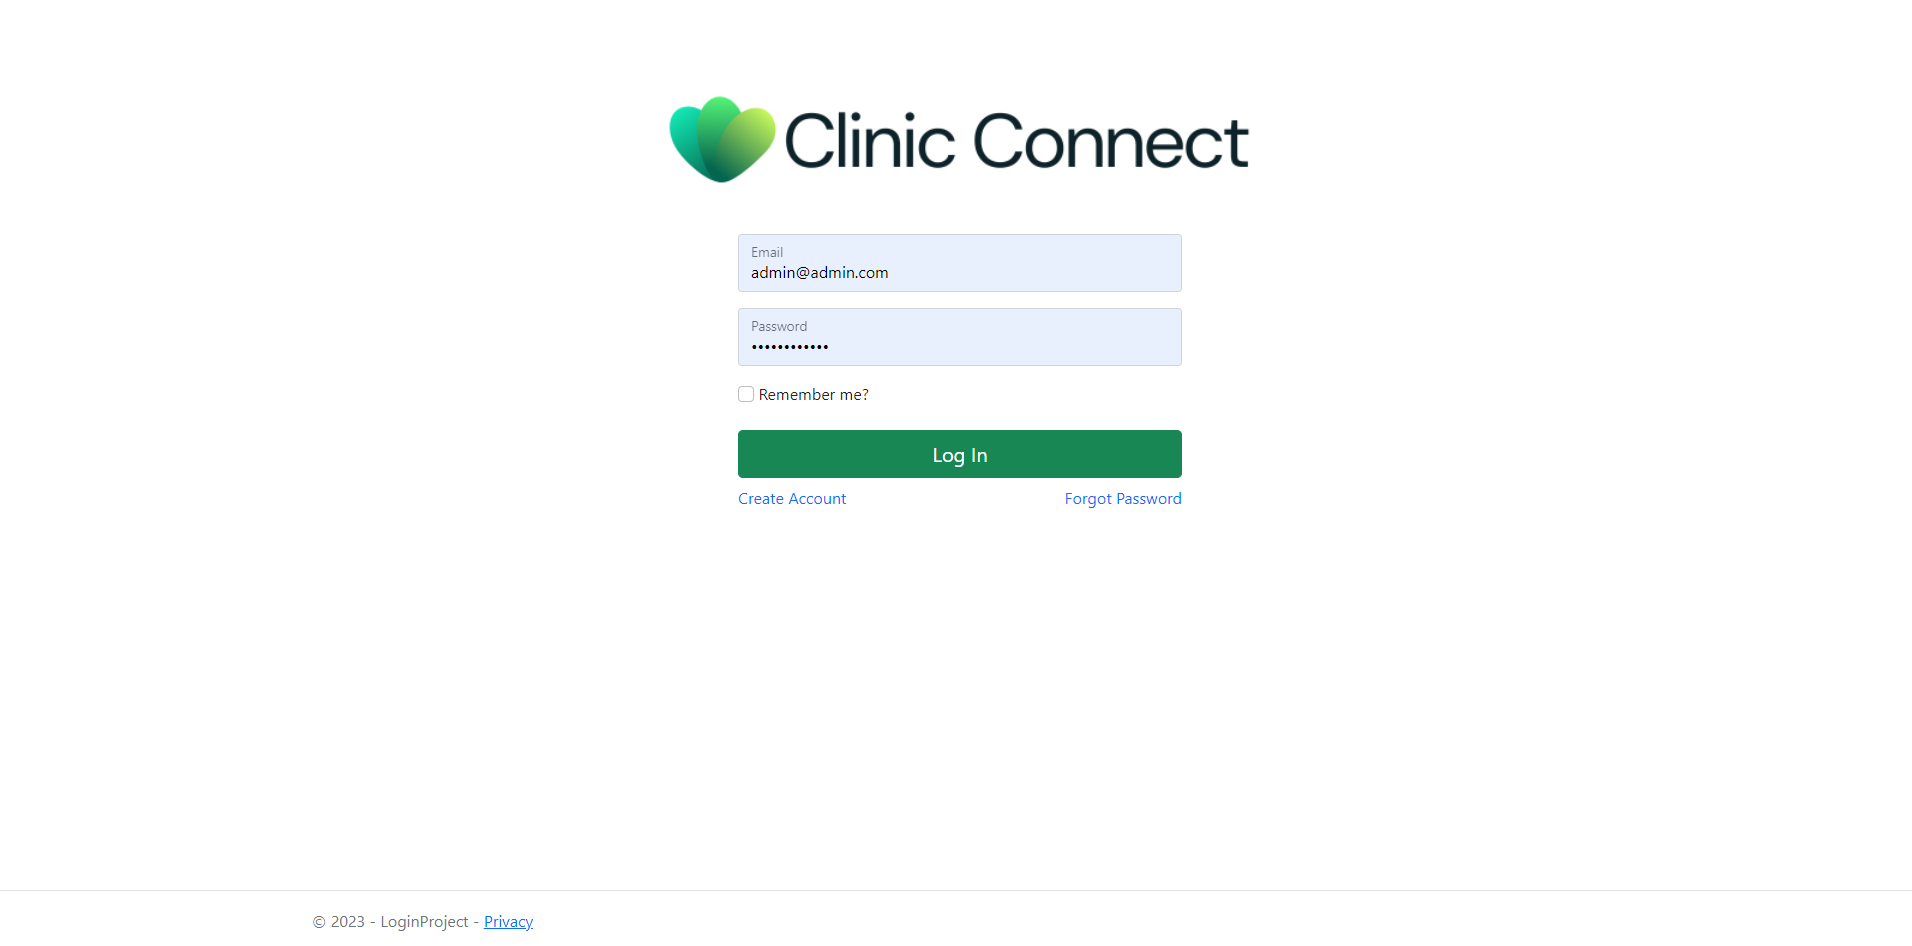 Clinic Connect
Email
admin@admin.com
Password
••••••••••••
Remember me?
Log In
Create Account Forgot Password
© 2023 - LoginProject - Privacy